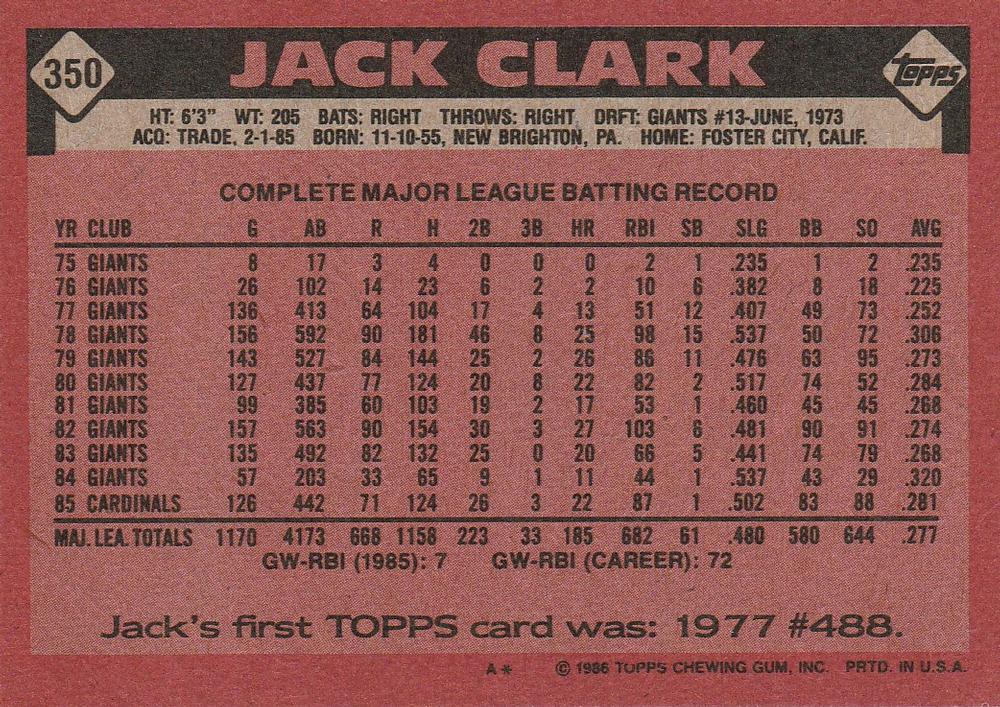 350 JACK CLARK Topps
HT: 6'3" WT: 205 BATS: RIGHT THROWS: RIGHT DRFT: GIANTS #13-JUNE, 1973
ACQ: TRADE, 2-1-85 BORN: 11-10-55, NEW BRIGHTON, PA. HOME: FOSTER CITY, CALIF.
COMPLETE MAJOR LEAGUE BATTING RECORD
YR CLUB G AB R H 2B 3B HR RBI SB SLG BB SO AVG
75 GIANTS 8 17 3 4 0 0 0 2 1 .235 1 2 .235
76 GIANTS 26 102 14 23 6 2 2 10 6 .382 8 18 .225
77 GIANTS 136 413 64 104 17 4 13 51 12 .407 49 73 .252
78 GIANTS 156 592 90 181 46 8 25 98 15 .537 50 72 .306
79 GIANTS 143 527 84 144 25 2 26 86 11 .476 63 95 .273
80 GIANTS 127 437 77 124 20 8 22 82 2 .517 74 52 .284
81 GIANTS 99 385 60 103 19 2 17 53 1 .460 45 45 .268
82 GIANTS 157 563 90 154 30 3 27 103 6 .481 90 91 .274
83 GIANTS 135 492 82 132 25 0 20 66 5 .441 74 79 .268
84 GIANTS 57 203 33 65 9 1 11 44 1 .537 43 29 .320
85 CARDINALS 126 442 71 124 26 3 22 87 1 .502 83 88 .281
MAJ. LEA. TOTALS 1170 4173 668 1158 223 33 185 682 61 .480 580 644 .277
GW-RBI (1985): 7 GW-RBI (CAREER): 72
Jack's first TOPPS card was: 1977 #488.
A* © 1986 TOPPS CHEWING GUM, INC. PRTD. IN U.S.A.